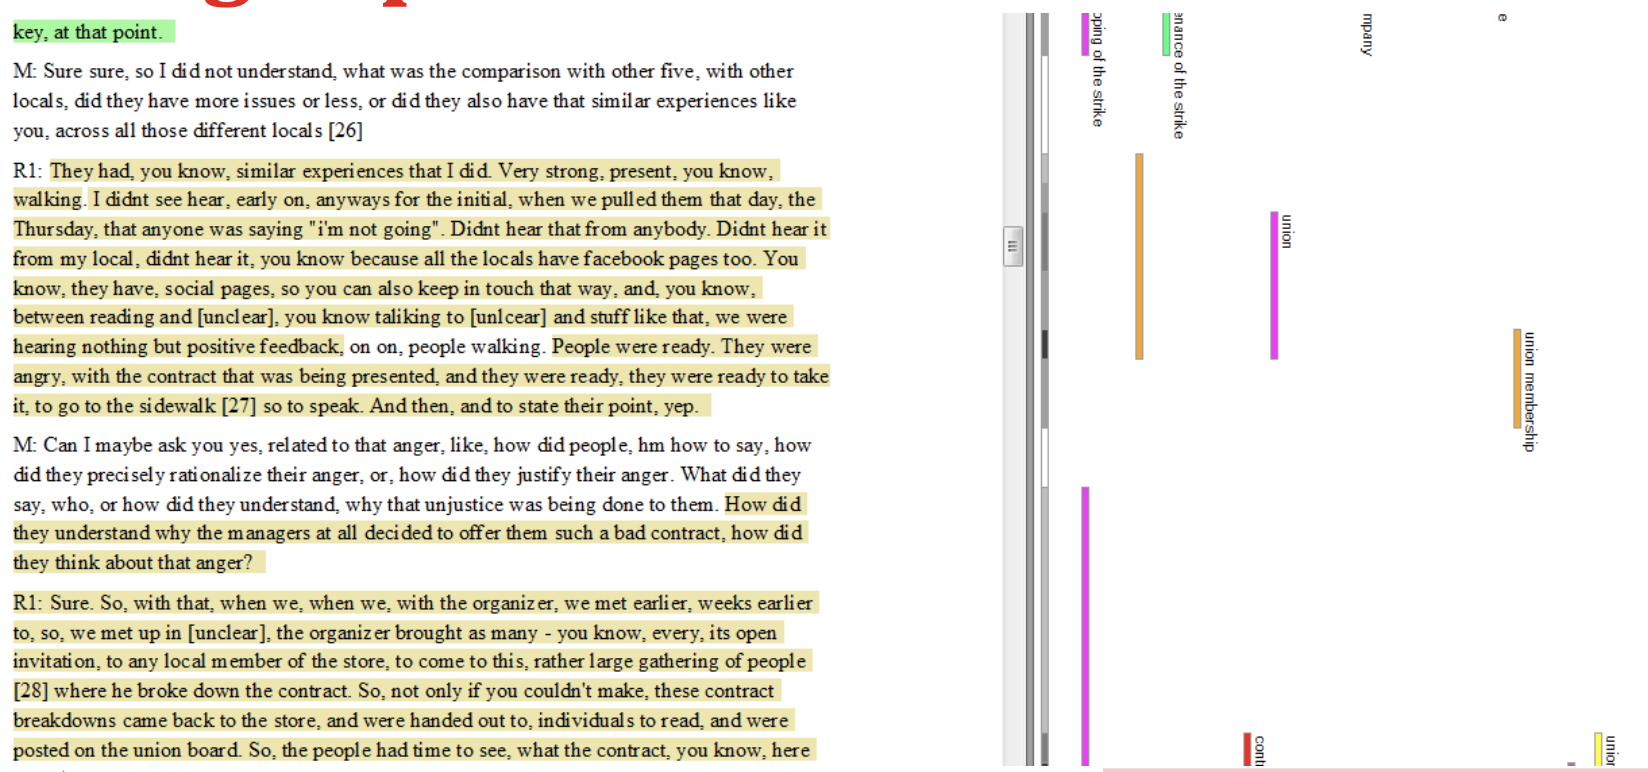 key, at that point.
M: Sure sure, so I did not understand, what was the comparison with other five, with other
locals, did they have more issues or less, or did they also have that similar experiences like
you, across all those different locals [26]
R1: They had, you know, similar experiences that I did. Very strong, present, you know,
walking. I didnt see hear, early on, anyways for the initial, when we pulled them that day, the
Thursday, that anyone was saying "i'm not going". Didnt hear that from anybody. Didnt hear it
from my local, didnt hear it, you know because all the locals have facebook pages too. You
know, they have, social pages, so you can also keep in touch that way, and, you know,
between reading and [unclear], you know taliking to [unlcear] and stuff like that, we were
hearing nothing but positive feedback, on on, people walking. People were ready. They were
angry, with the contract that was being presented, and they were ready, they were ready to take
it, to go to the sidewalk [27] so to speak. And then, and to state their point, yep.
M: Can I maybe ask you yes, related to that anger, like, how did people, hm how to say, how
did they precisely rationalize their anger, or, how did they justify their anger. What did they
say, who, or how did they understand, why that unjustice was being done to them. How did
they understand why the managers at all decided to offer them such a bad contract, how did
they think about that anger?
R1: Sure. So, with that, when we, when we, with the organizer, we met earlier, weeks earlier
to, so, we met up in [unclear], the organizer brought as many - you know, every, its open
invitation, to any local member of the store, to come to this, rather large gathering of people
[28] where he broke down the contract. So, not only if you couldn't make, these contract
breakdowns came back to the store, and were handed out to, individuals to read, and were
posted on the union board. So, the people had time to see, what the contract, you know, here
pping of the strike
enance of the strike
mpany
e
union
union membership
cont
union